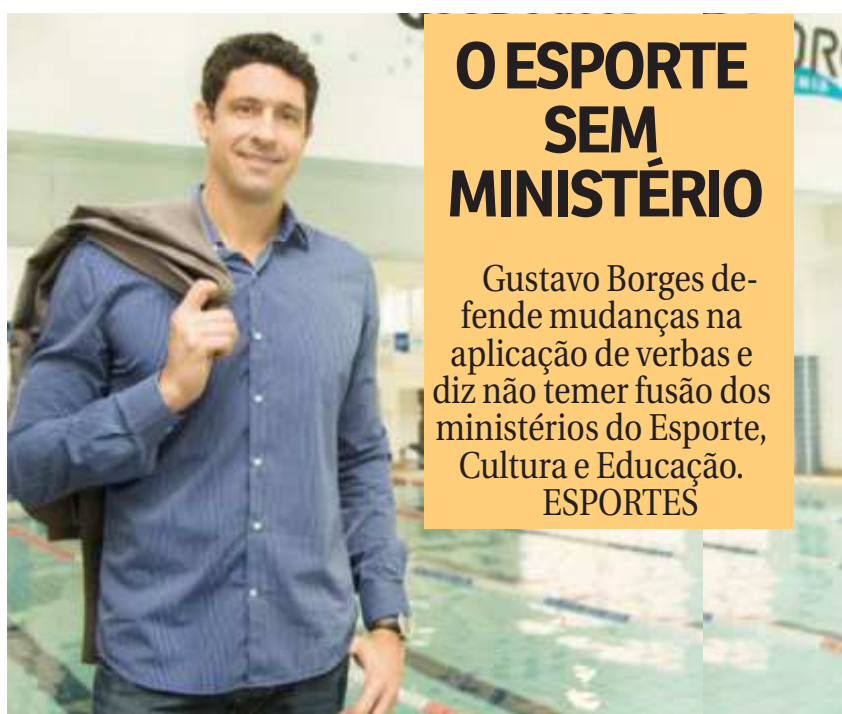 O ESPORTE
SEM
MINISTÉRIO
Gustavo Borges de-
fende mudanças na
aplicação de verbas e
diz não temer fusão dos
ministérios do Esporte,
Cultura e Educação.
ESPORTES